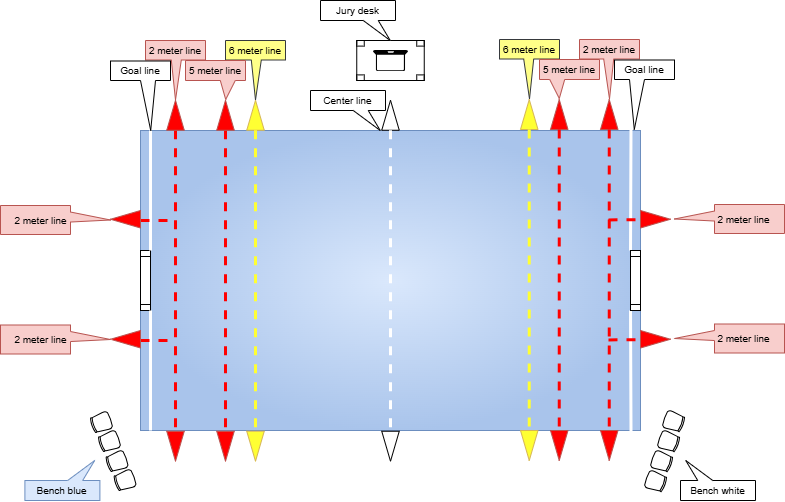 Jury desk
2 meter line
6 meter line
6 meter line
2 meter line
Goal line
5 meter line
5 meter line
Goal line
Center line
2 meter line
2 meter line
2 meter line
2 meter line
Bench blue
Bench white